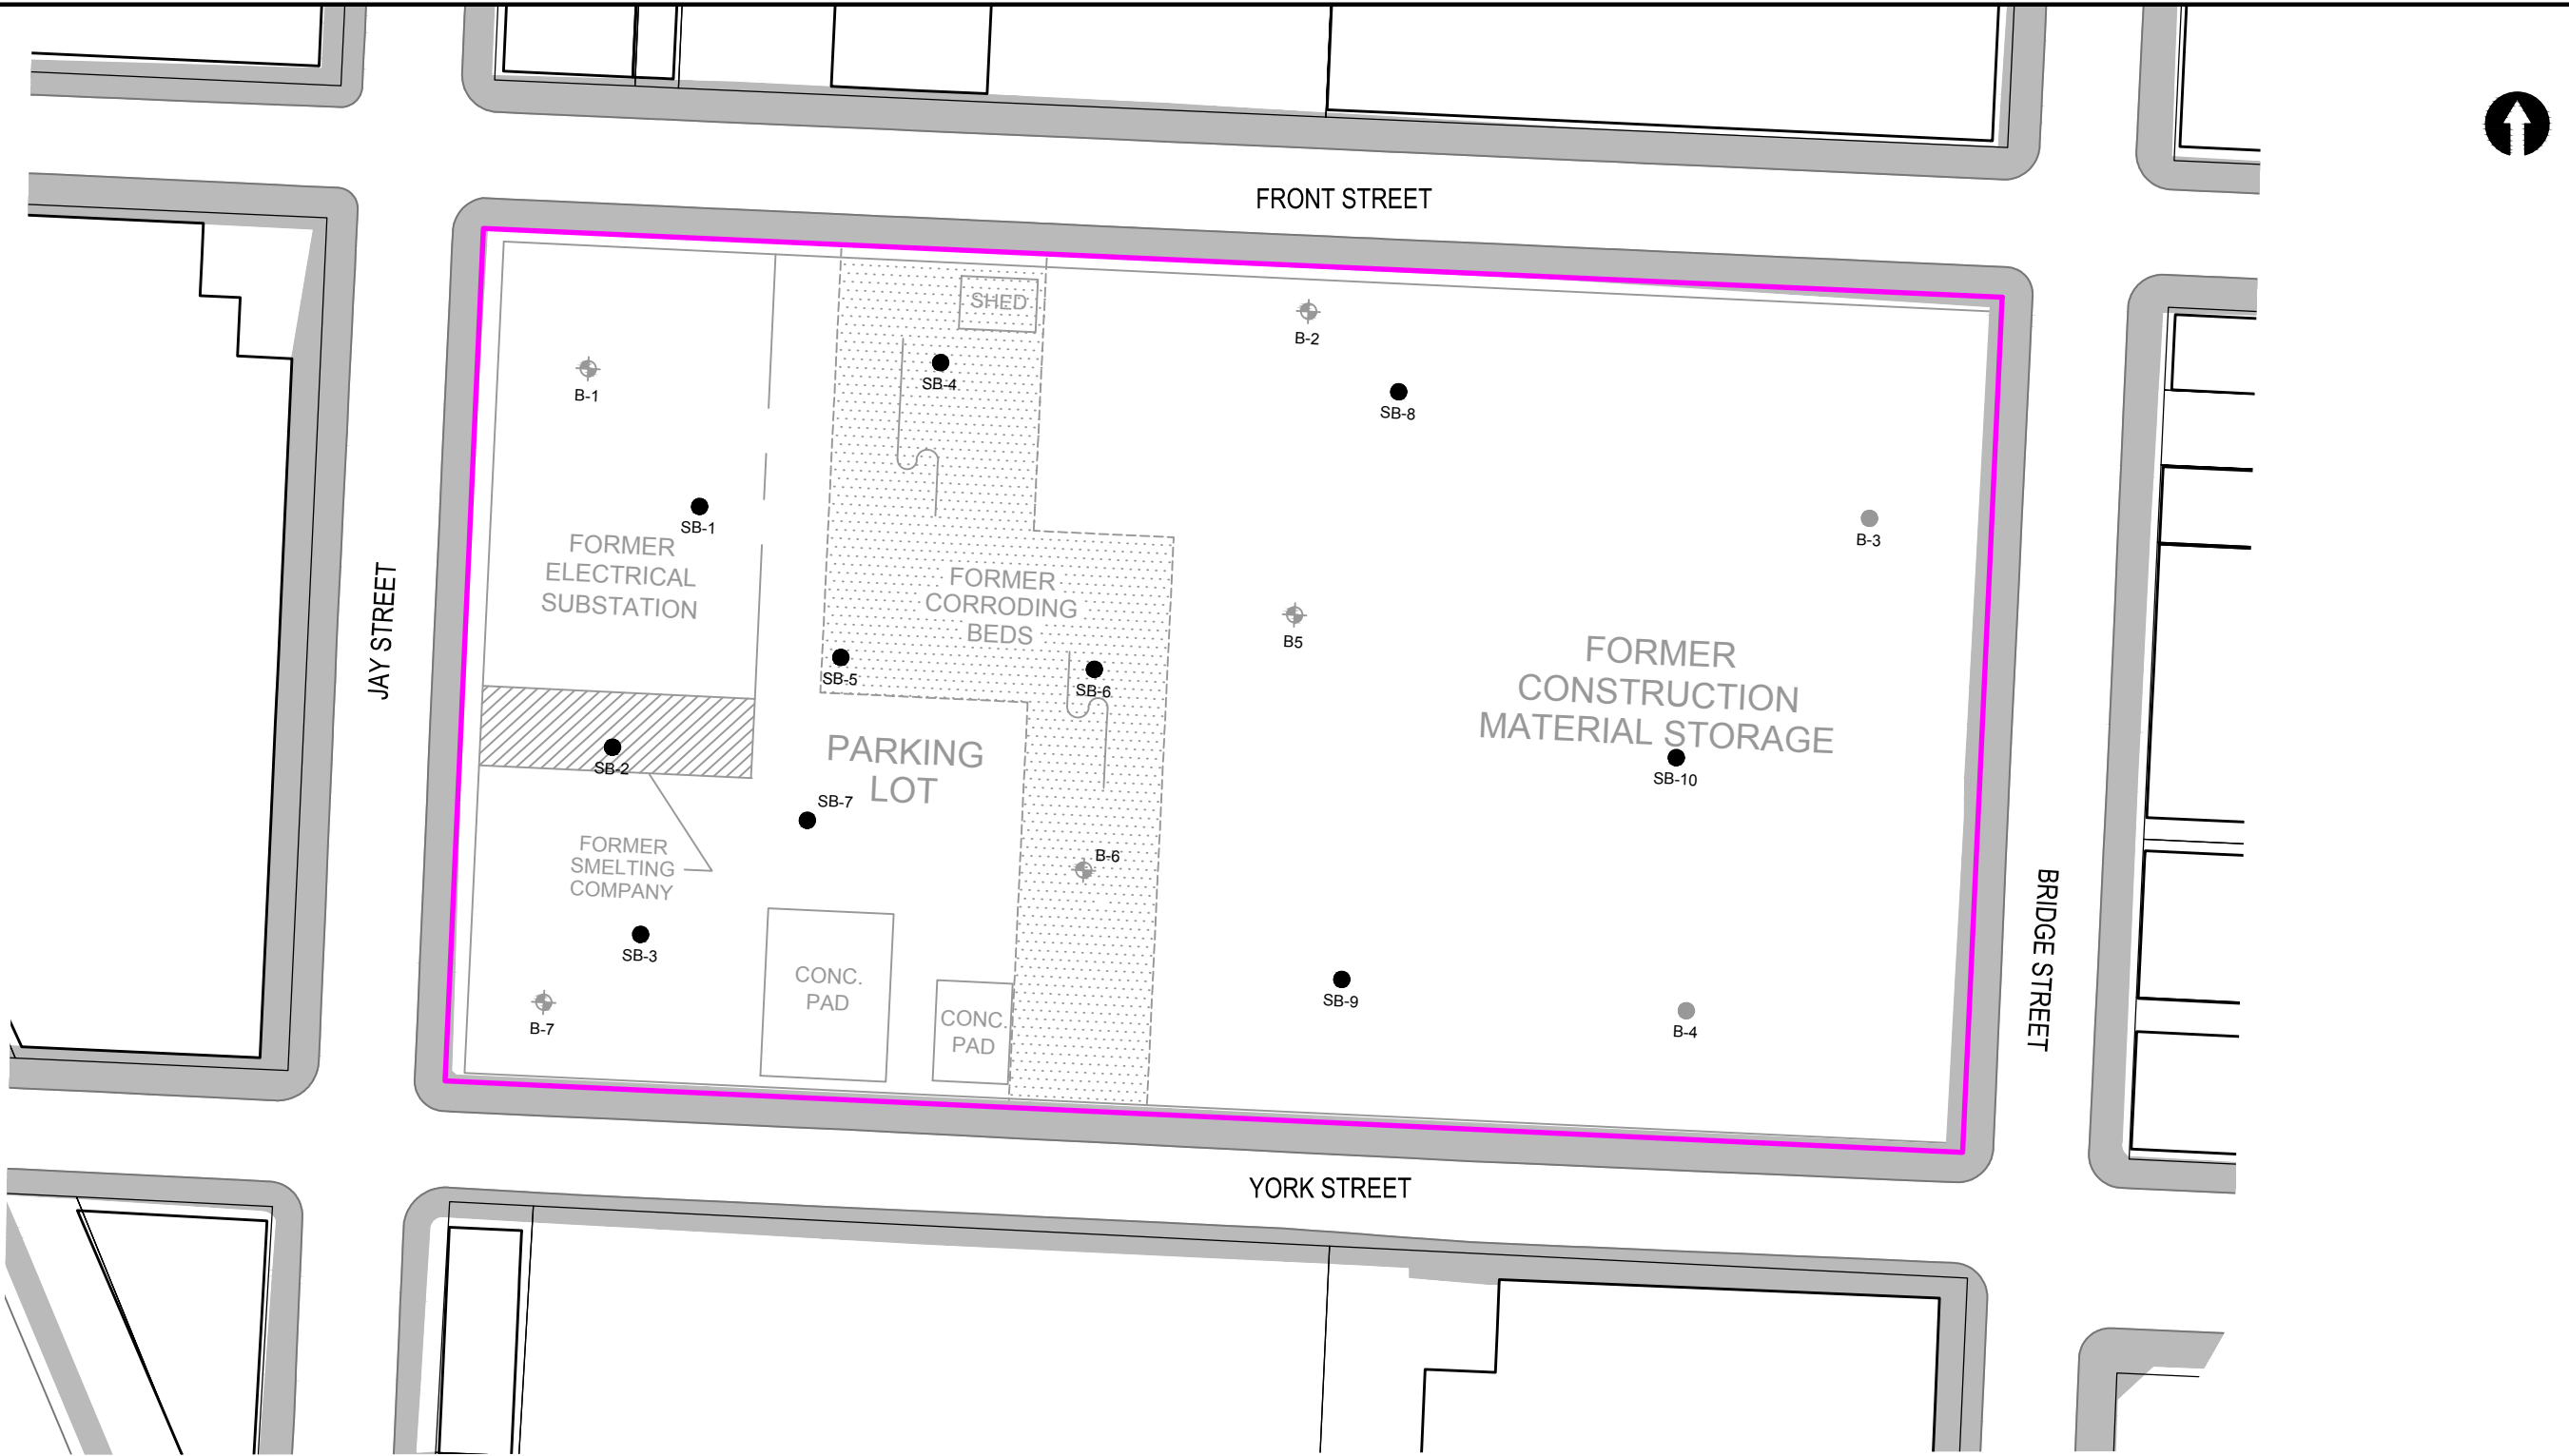 FRONT STREET
SHED
B-2
B-1
SB-4
SB-8
SB-1
B-3
FORMER
ELECTRICAL
SUBSTATION
FORMER
CORRODING
BEDS
JAY STREET
B5
SB-5
SB-6
FORMER
CONSTRUCTION
MATERIAL STORAGE
SB-2
PARKING
LOT
SB-10
SB-7
FORMER
SMELTING
COMPANY
B-6
BRIDGE STREET
SB-3
CONC.
PAD
CONC.
PAD
SB-9
B-7
B-4
YORK STREET